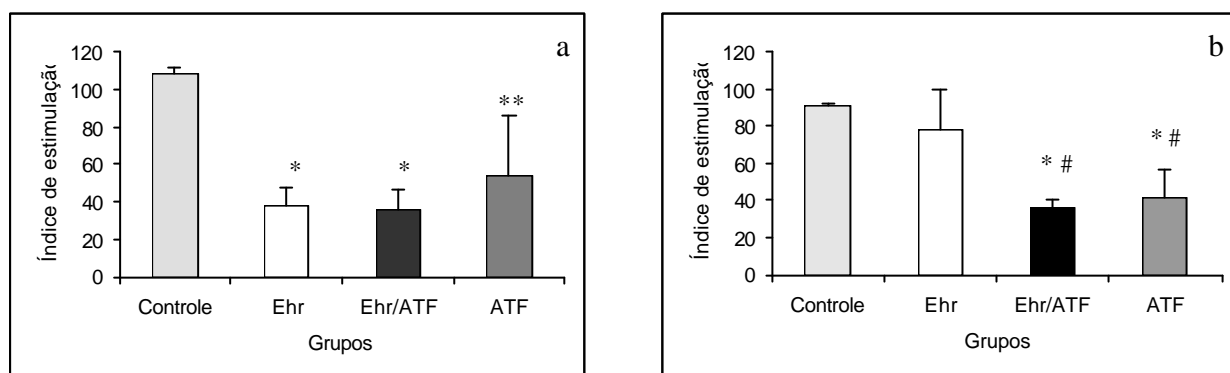 a
Índice de estimulaçã
120
100
80
60
40
20
0
*
*
**
Controle Ehr Ehr/ATF ATF
Grupos
b
Índice de estimulaçã
120
100
80
60
40
20
0
* #
* #
Controle Ehr Ehr/ATF ATF
Grupos